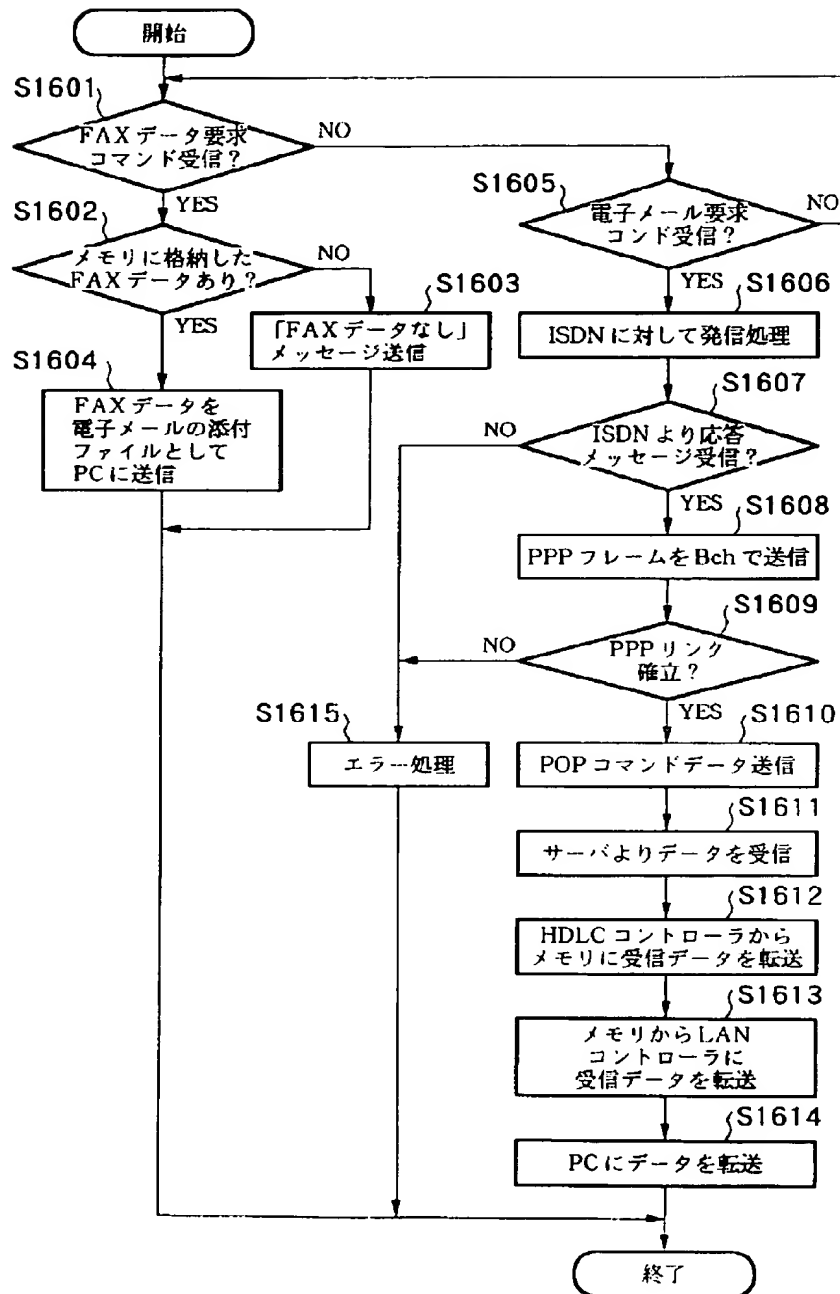 開始
S1601
FAXデータ要求
コマンド受信?
NO
YES
S1602
メモリに格納した
FAXデータあり?
NO
YES
S1603
「FAXデータなし」
メッセージ送信
S1604
FAXデータを
電子メールの添付
ファイルとして
PCに送信
S1605
電子メール要求
コンド受信?
NO
YES
S1606
ISDNに対して発信処理
S1607
ISDNより応答
メッセージ受信?
NO
YES
S1608
PPPフレームをBchで送信
S1609
PPPリンク
確立?
NO
YES
S1615
エラー処理
S1610
POPコマンドデータ送信
S1611
サーバよりデータを受信
S1612
HDLCコントローラから
メモリに受信データを転送
S1613
メモリからLAN
コントローラに
受信データを転送
S1614
PCにデータを転送
終了